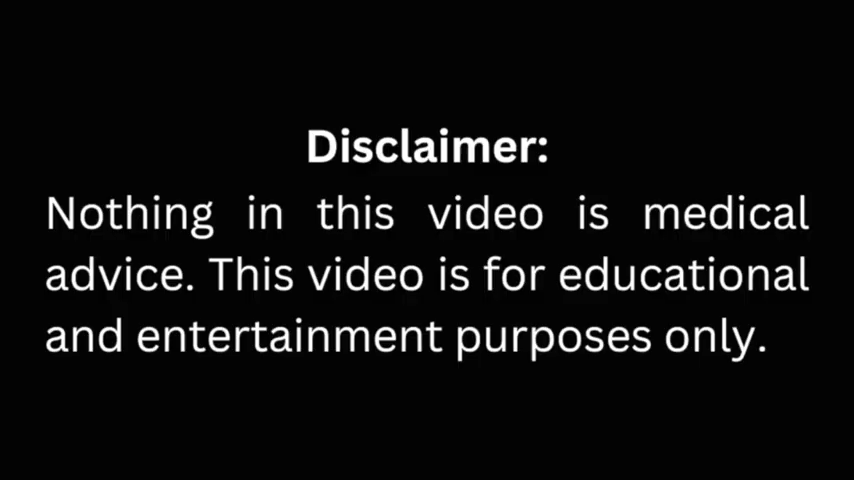 Disclaimer:
Nothing in this video is medical
advice. This video is for educational
and entertainment purposes only.